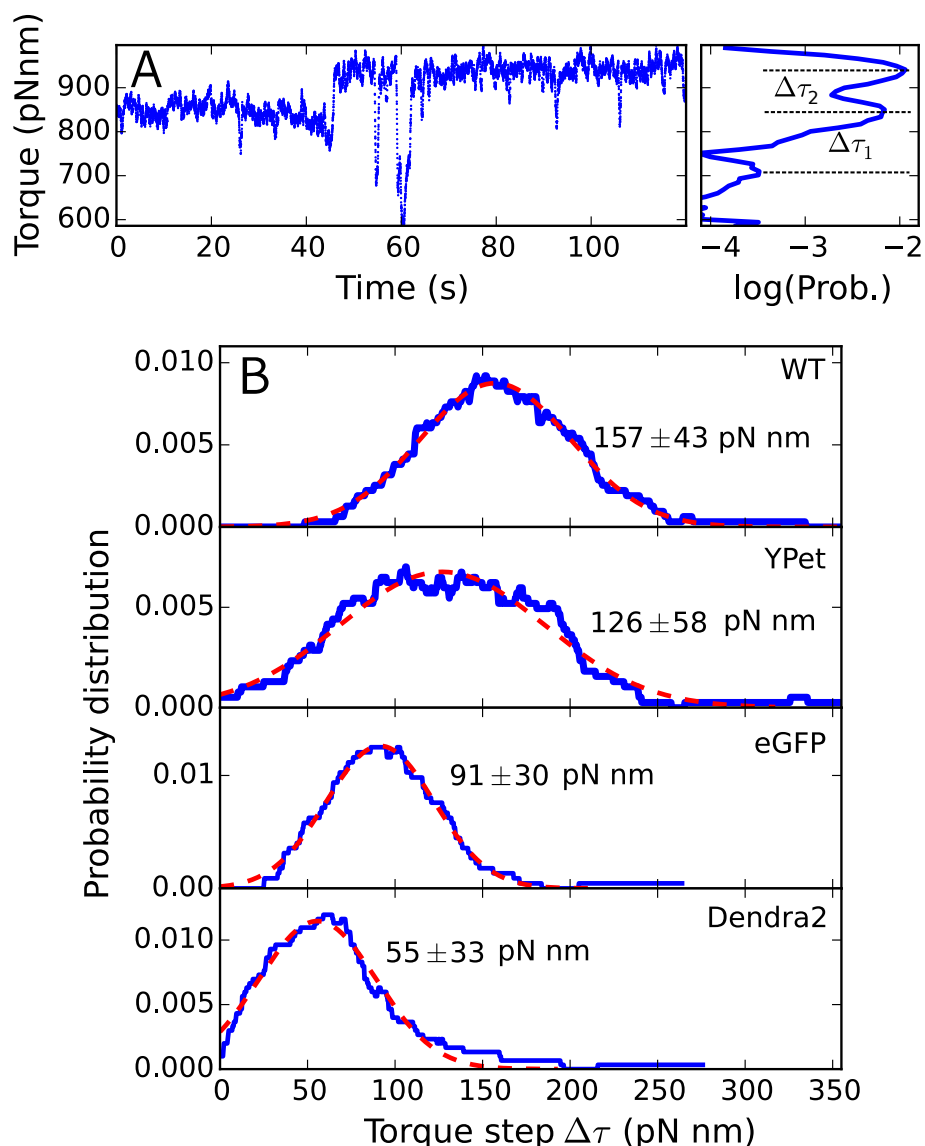 A
Torque (pNnm)
900
800
700
600
0 20 40 60 80 100
Time (s)
Δτ₂
Δτ₁
−4 −3 −2
log(Prob.)
B
Probability distribution
0.010
0.005
0.000
WT
157 ±43 pN nm
0.005
0.000
YPet
126 ±58 pN nm
0.01
0.00
eGFP
91 ±30 pN nm
0.010
0.005
0.000
Dendra2
55 ±33 pN nm
0 50 100 150 200 250 300 350
Torque step Δτ (pN nm)